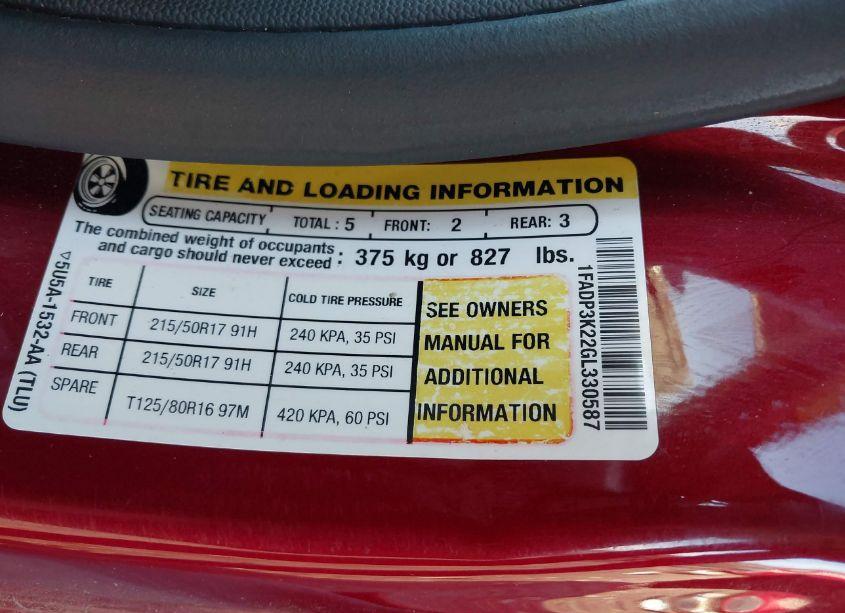 TIRE AND LOADING INFORMATION
SEATING CAPACITY TOTAL : 5 FRONT: 2 REAR: 3
The combined weight of occupants
and cargo should never exceed : 375 kg or 827 lbs.
TIRE SIZE COLD TIRE PRESSURE
FRONT 215/50R17 91H 240 KPA, 35 PSI
REAR 215/50R17 91H 240 KPA, 35 PSI
SPARE T125/80R16 97M 420 KPA, 60 PSI
SEE OWNERS
MANUAL FOR
ADDITIONAL
INFORMATION
1FADP3K22GL330587
▽5U5A-1532-AA (TLU)